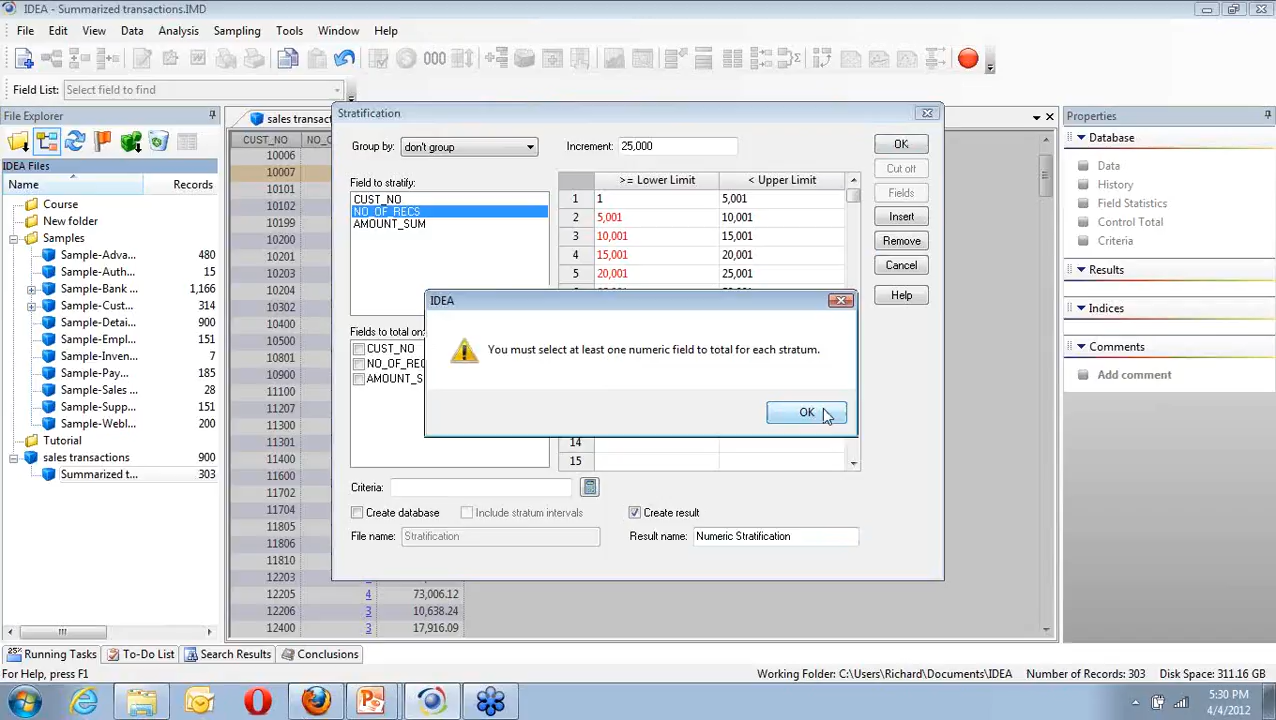 IDEA - Summarized transactions.IMD
File Edit View Data Analysis Sampling Tools Window Help
Field List: Select field to find
File Explorer
IDEA Files
Name Records
Course
New folder
Samples
Sample-Adva... 480
Sample-Auth... 15
Sample-Bank ... 1,166
Sample-Cust... 314
Sample-Detai... 900
Sample-Empl... 151
Sample-Inven... 767
Sample-Pay... 345
Sample-Sales ... 28
Sample-Supp... 151
Sample-Webl... 200
Tutorial
sales transactions 900
Summarized t... 303
sales transact
CUST_NO NO_O
10006
10007
10101
10102
10199
10200
10201
10203
10204
10302
10400
10500
10801
10900
11100
11207
11300
11301
11400
11600
11702
11704
11805
11806
11810
12203
12205 4 73,006.12
12206 3 10,638.24
12400 3 17,916.09
Stratification
Group by: don't group
Increment: 25,000
Field to stratify:
CUST_NO
NO_OF_RECS
AMOUNT_SUM
>= Lower Limit < Upper Limit
1 1 5,001
2 5,001 10,001
3 10,001 15,001
4 15,001 20,001
5 20,001 25,001
14
15
OK
Cut off
Fields
Insert
Remove
Cancel
Help
Fields to total on:
CUST_NO
NO_OF_REC
AMOUNT_S
IDEA
You must select at least one numeric field to total for each stratum.
OK
Criteria:
Create database Include stratum intervals Create result
File name: Stratification Result name: Numeric Stratification
Properties
Database
Data
History
Field Statistics
Control Total
Criteria
Results
Indices
Comments
Add comment
Running Tasks To-Do List Search Results Conclusions
For Help, press F1
Working Folder: C:\Users\Richard\Documents\IDEA Number of Records: 303 Disk Space: 311.16 GB
5:30 PM
4/4/2012